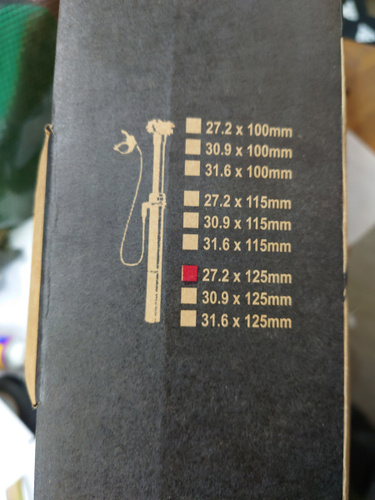 27.2 x 100mm
30.9 x 100mm
31.6 x 100mm
27.2 x 115mm
30.9 x 115mm
31.6 x 115mm
27.2 x 125mm
30.9 x 125mm
31.6 x 125mm